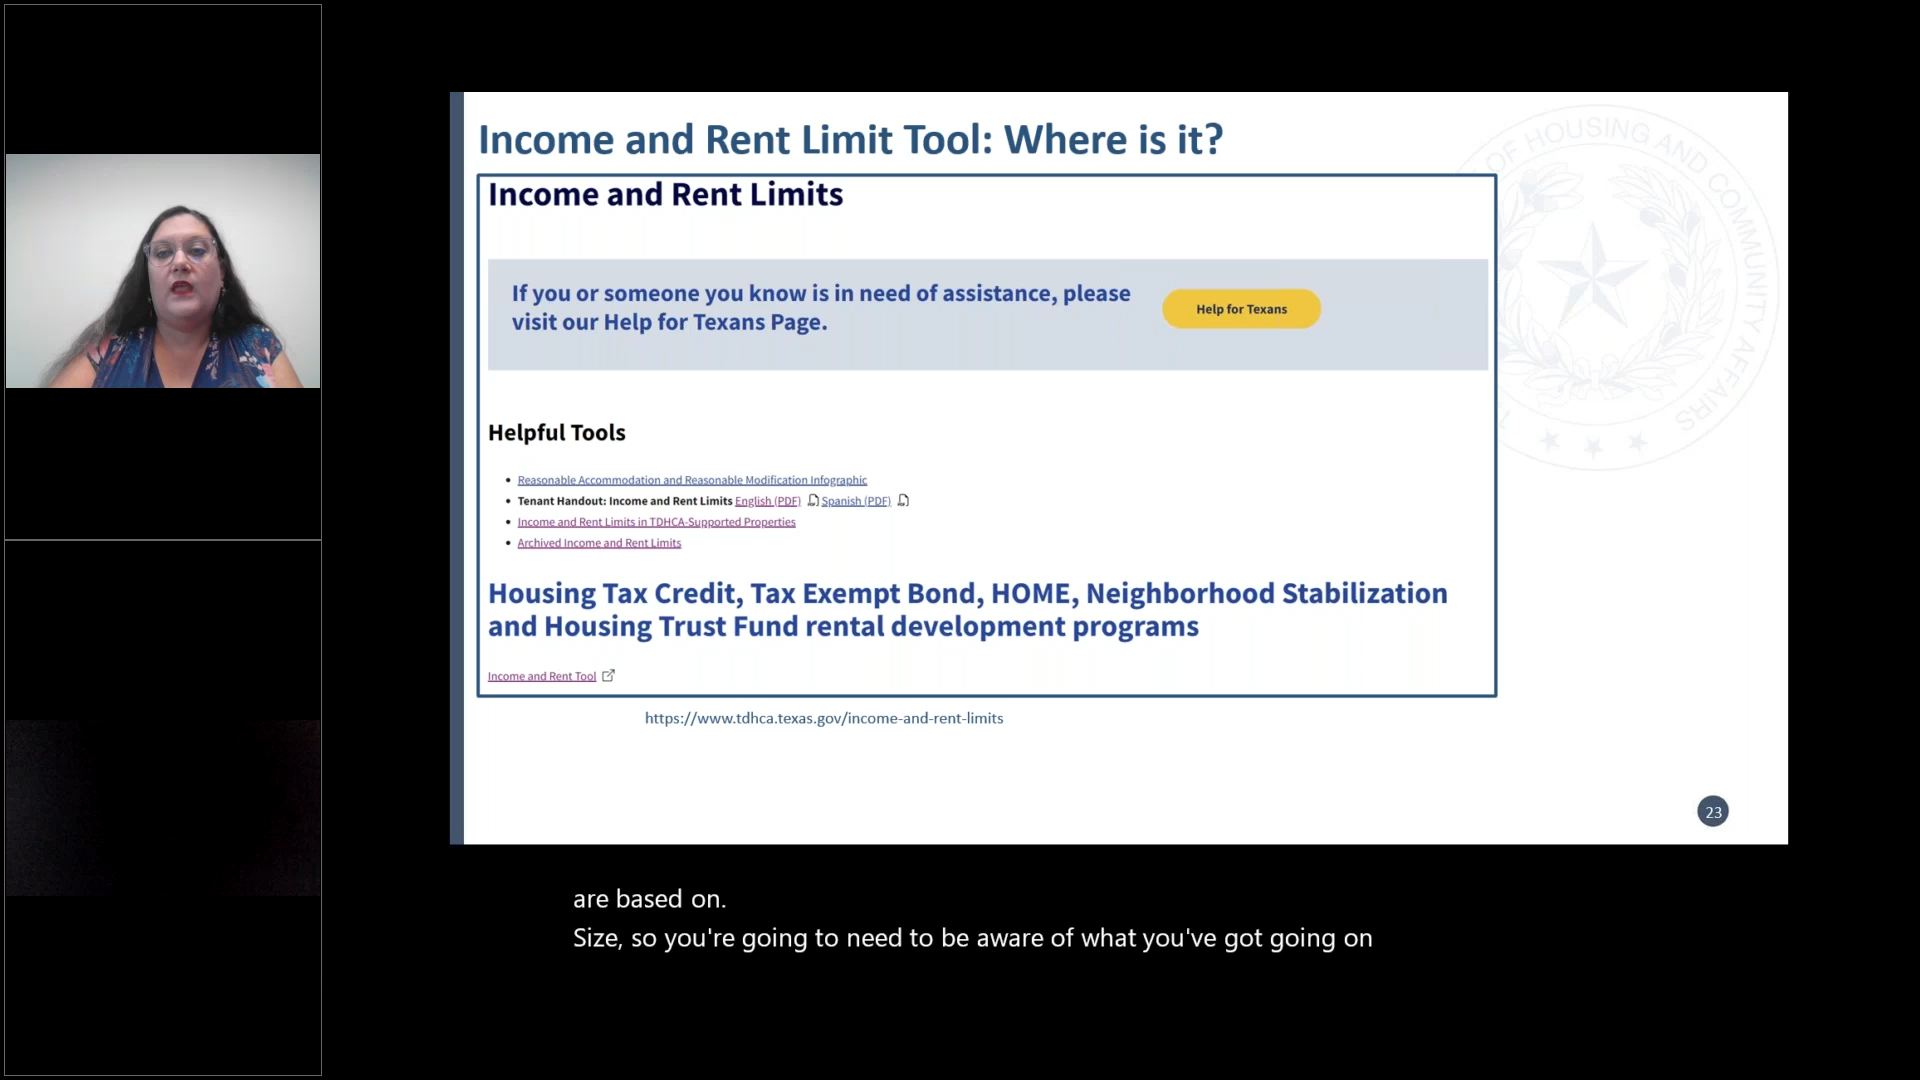 Income and Rent Limit Tool: Where is it?
Income and Rent Limits
If you or someone you know is in need of assistance, please
visit our Help for Texans Page.
Help for Texans
Helpful Tools
Reasonable Accommodation and Reasonable Modification Infographic
Tenant Handout: Income and Rent Limits English (PDF) Spanish (PDF)
Income and Rent Limits in TDHCA-Supported Properties
Archived Income and Rent Limits
Housing Tax Credit, Tax Exempt Bond, HOME, Neighborhood Stabilization
and Housing Trust Fund rental development programs
Income and Rent Tool
https://www.tdhca.texas.gov/income-and-rent-limits
OF HOUSING AND COMMUNITY AFFAIRS
23
are based on.
Size, so you're going to need to be aware of what you've got going on